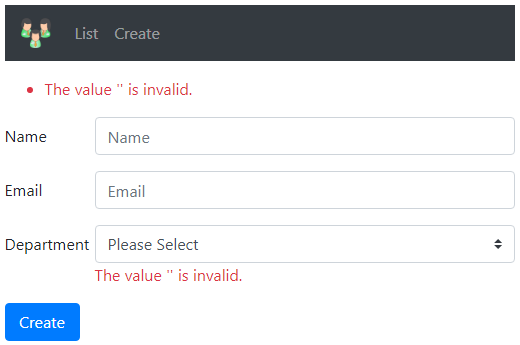 List Create
The value '' is invalid.
Name Name
Email Email
Department Please Select
The value '' is invalid.
Create